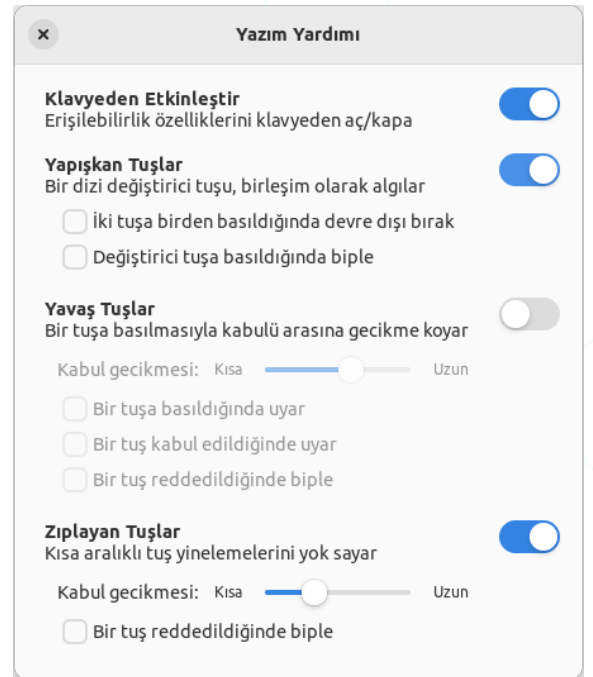 Yazım Yardımı
Klavyeden Etkinleştir
Erişilebilirlik özelliklerini klavyeden aç/kapa
Yapışkan Tuşlar
Bir dizi değiştirici tuşu, birleşim olarak algılar
İki tuşa birden basıldığında devre dışı bırak
Değiştirici tuşa basıldığında biple
Yavaş Tuşlar
Bir tuşa basılmasıyla kabulü arasına gecikme koyar
Kabul gecikmesi: Kısa Uzun
Bir tuşa basıldığında uyar
Bir tuş kabul edildiğinde uyar
Bir tuş reddedildiğinde biple
Zıplayan Tuşlar
Kısa aralıklı tuş yinelemelerini yok sayar
Kabul gecikmesi: Kısa Uzun
Bir tuş reddedildiğinde biple